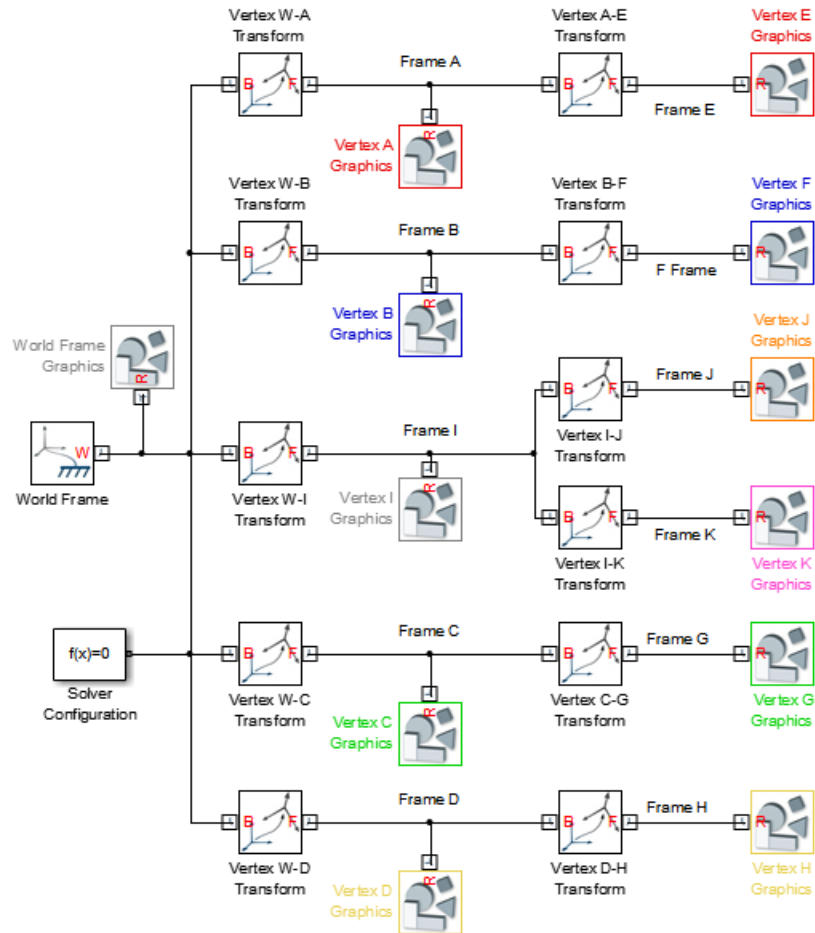 Vertex W-A
Transform
Vertex A-E
Transform
Vertex E
Graphics
Frame A
B
F
B
F
R
Frame E
R
Vertex A
Graphics
Vertex W-B
Transform
Vertex B-F
Transform
Vertex F
Graphics
Frame B
B
F
B
F
R
F Frame
R
Vertex B
Graphics
Vertex J
Graphics
World Frame
Graphics
R
Frame J
B
F
R
Vertex I-J
Transform
Frame I
W
B
F
R
World Frame
Vertex W-I
Transform
Vertex I
Graphics
B
F
R
Frame K
Vertex I-K
Transform
Vertex K
Graphics
Frame C
Frame G
f(x)=0
B
F
B
F
R
Solver
Configuration
Vertex W-C
Transform
R
Vertex C
Graphics
Vertex C-G
Transform
Vertex G
Graphics
Frame D
Frame H
B
F
B
F
R
Vertex W-D
Transform
R
Vertex D
Graphics
Vertex D-H
Transform
Vertex H
Graphics